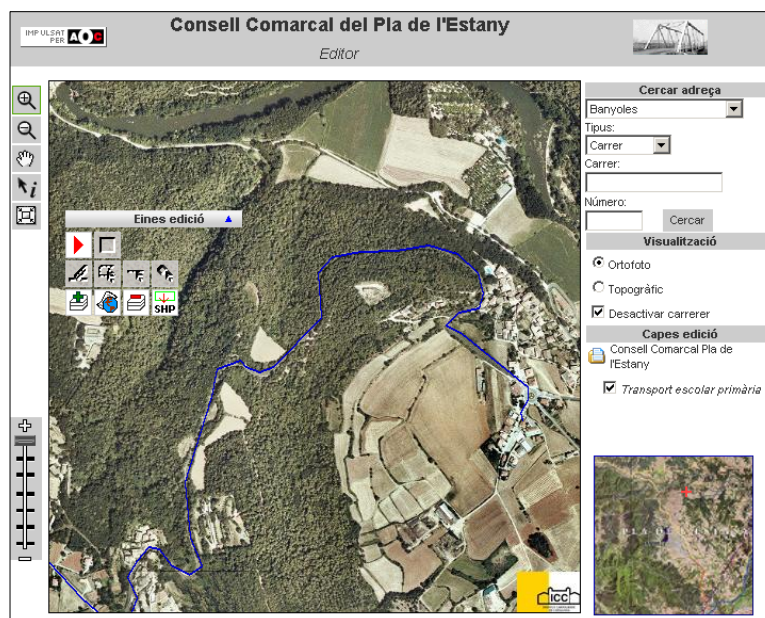 IMPULSAT
PER AOC
Consell Comarcal del Pla de l'Estany
Editor
Cercar adreça
Banyoles
Tipus:
Carrer
Carrer:
Número:
Cercar
Eines edició
Visualització
Ortofoto
Topogràfic
Desactivar carrerer
SHP
Capes edició
Consell Comarcal Pla de
l'Estany
Transport escolar primària
ICC